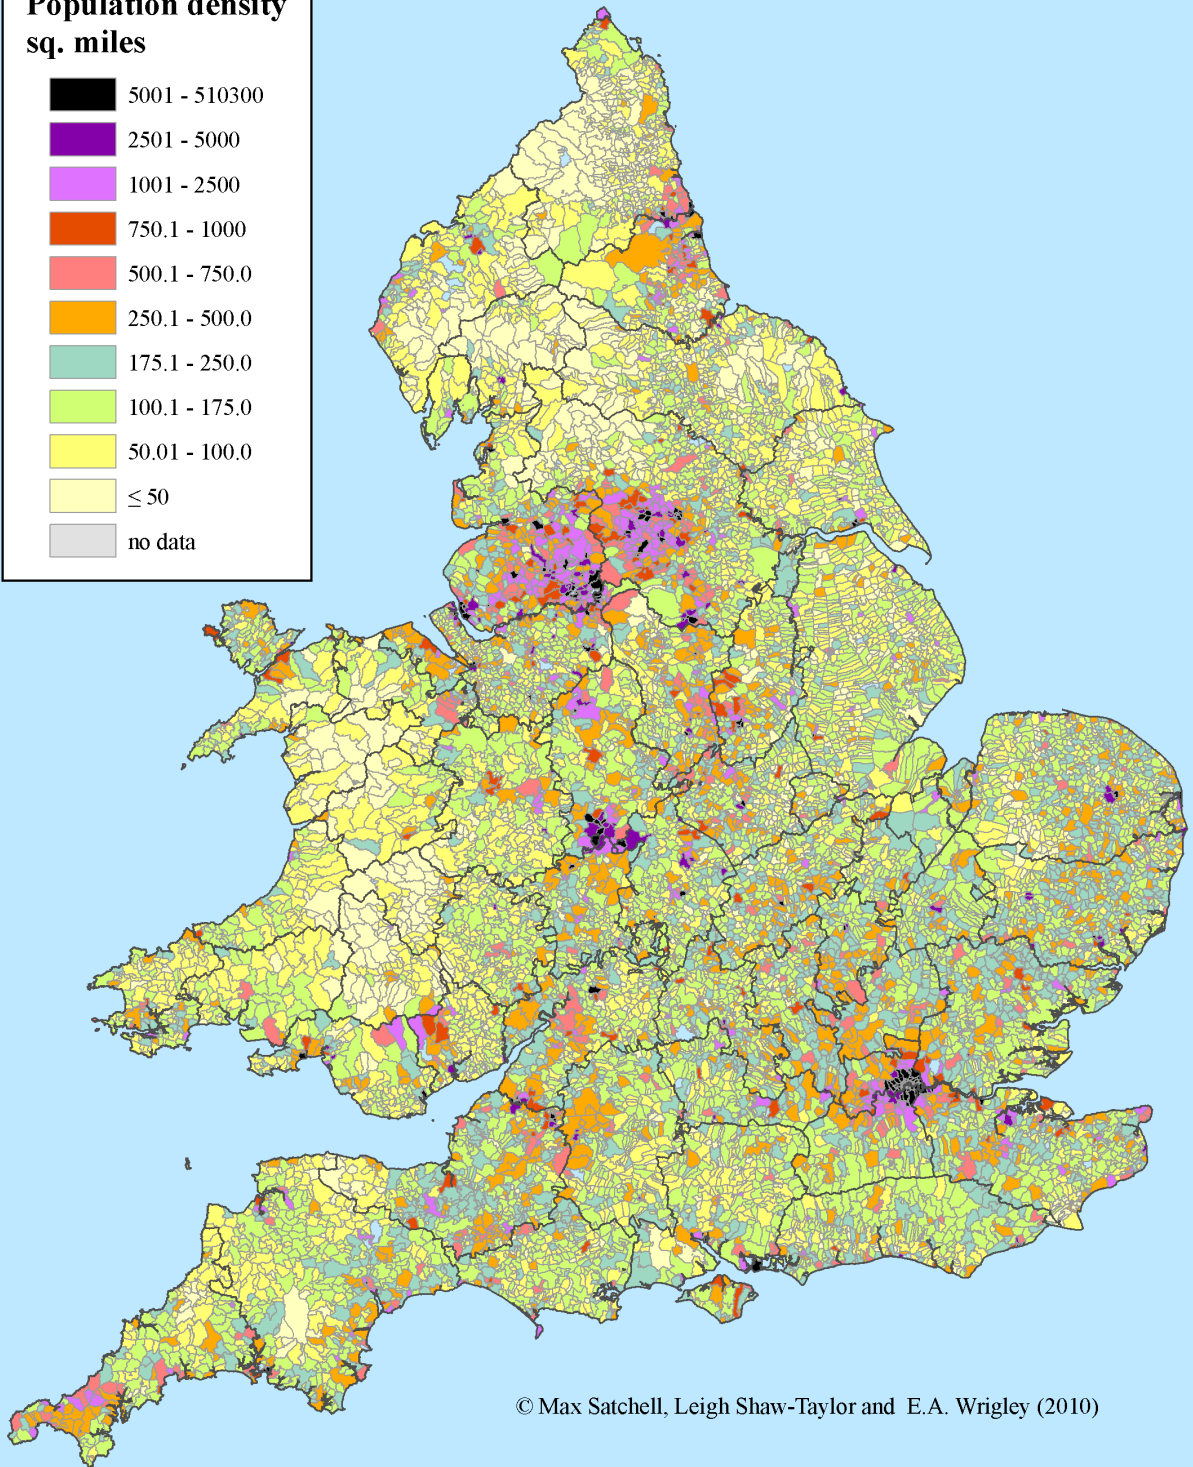 Population density
sq. miles
5001 - 510300
2501 - 5000
1001 - 2500
750.1 - 1000
500.1 - 750.0
250.1 - 500.0
175.1 - 250.0
100.1 - 175.0
50.01 - 100.0
≤ 50
no data
© Max Satchell, Leigh Shaw-Taylor and E.A. Wrigley (2010)